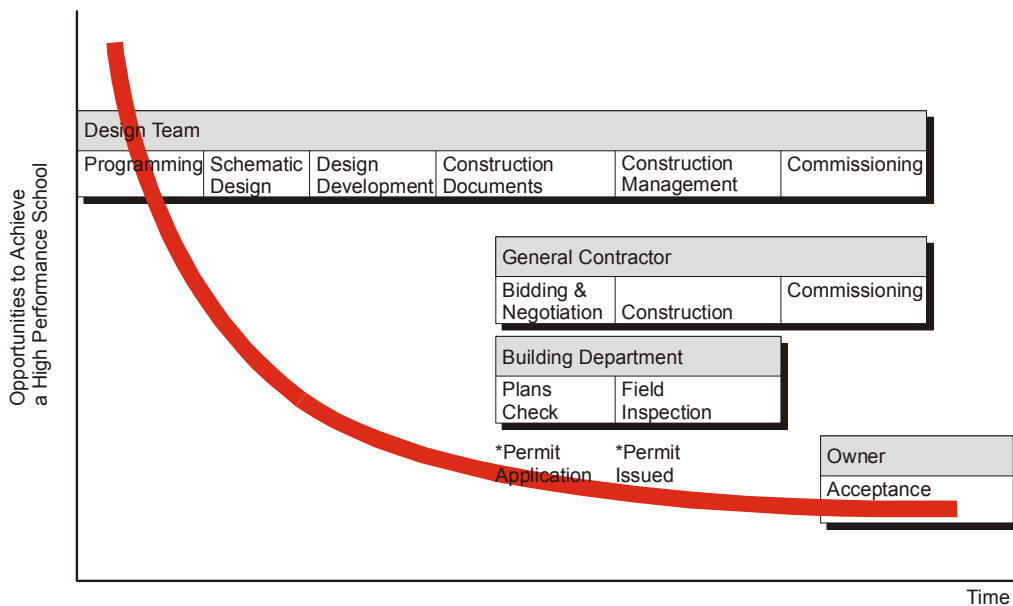 Opportunities to Achieve
a High Performance School
Design Team
Programming
Schematic
Design
Design
Development
Construction
Documents
Construction
Management
Commissioning
General Contractor
Bidding &
Negotiation
Construction
Commissioning
Building Department
Plans
Check
Field
Inspection
*Permit
Application
*Permit
Issued
Owner
Acceptance
Time